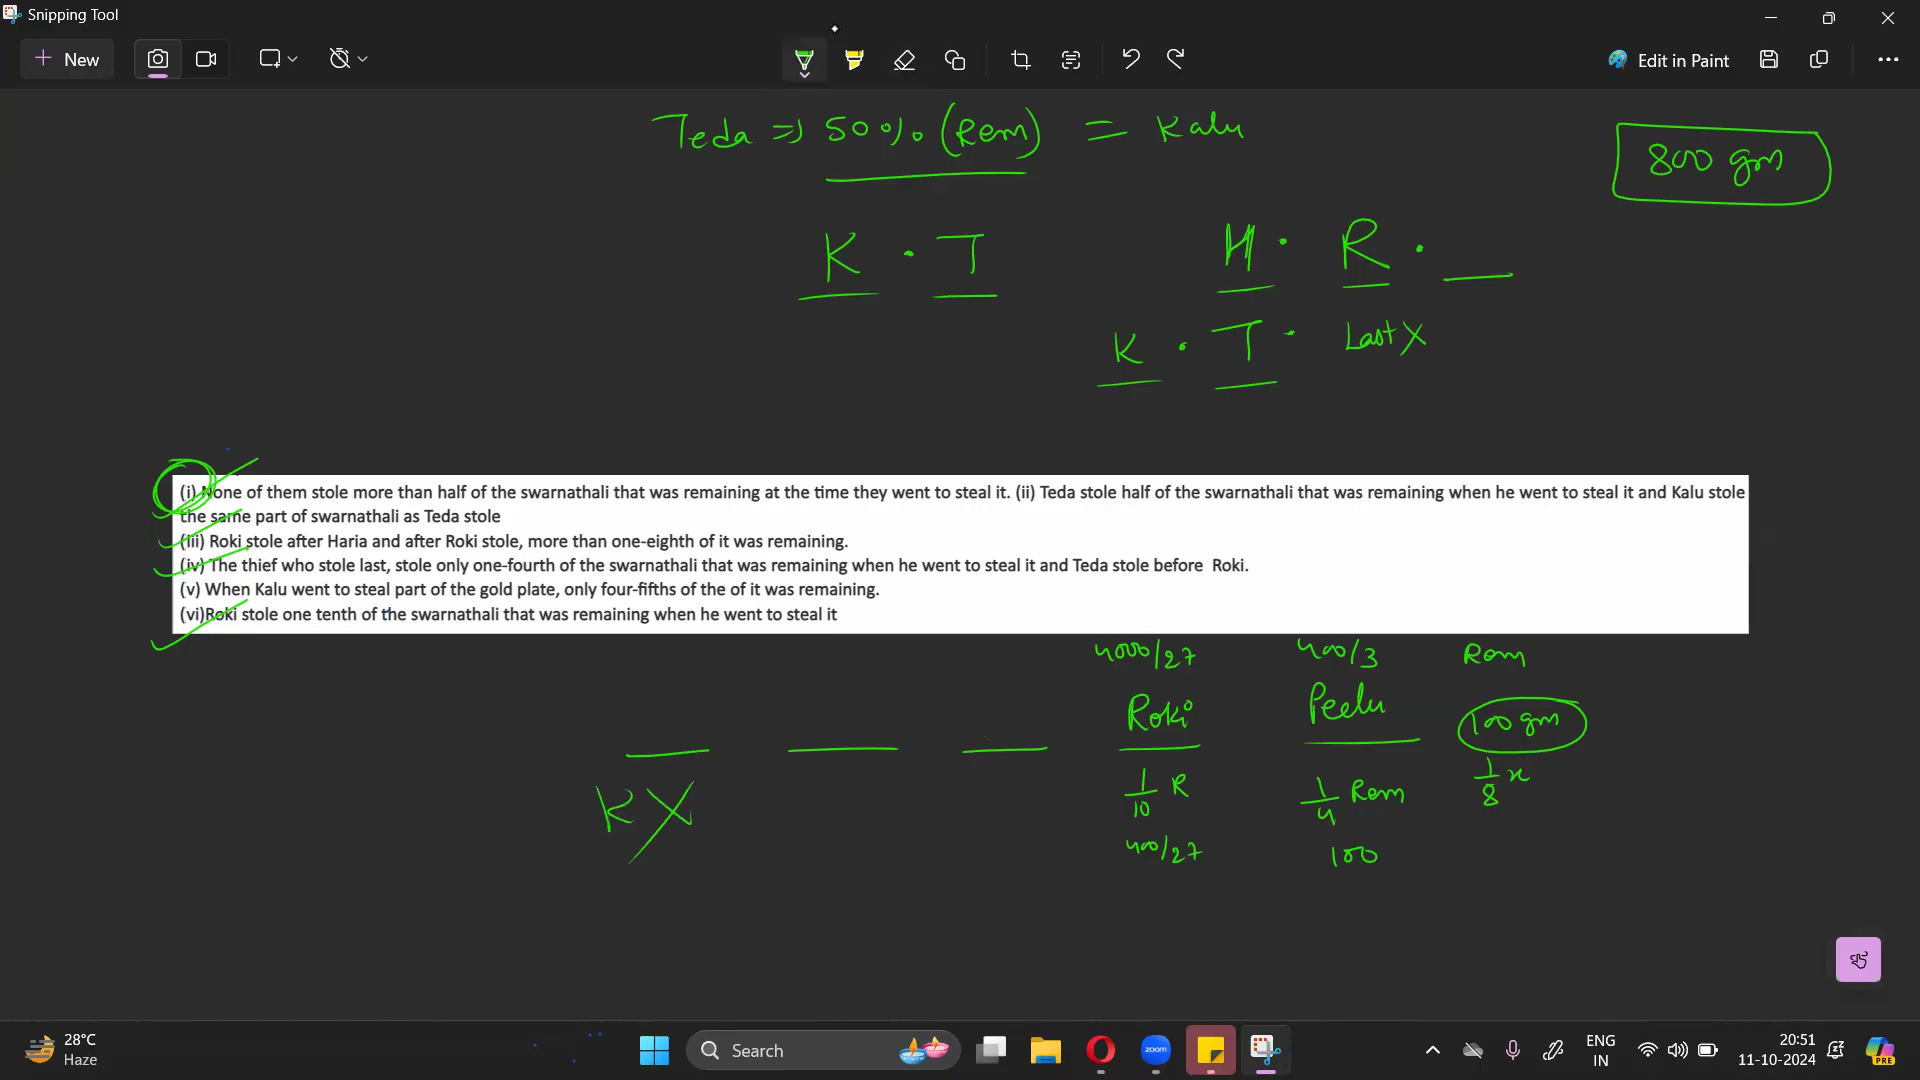 Snipping Tool
New
Edit in Paint
Teda => 50% (Rem) = Kalu
800 gm
K . T
H . R .
K . T . Last X
(i) None of them stole more than half of the swarnathali that was remaining at the time they went to steal it. (ii) Teda stole half of the swarnathali that was remaining when he went to steal it and Kalu stole
the same part of swarnathali as Teda stole
(iii) Roki stole after Haria and after Roki stole, more than one-eighth of it was remaining.
(iv) The thief who stole last, stole only one-fourth of the swarnathali that was remaining when he went to steal it and Teda stole before Roki.
(v) When Kalu went to steal part of the gold plate, only four-fifths of the of it was remaining.
(vi)Roki stole one tenth of the swarnathali that was remaining when he went to steal it
4000/27 400/3 Rem
Roki Peelu 100 gm
K X 1/10 R 1/4 Rem 1/8 x
400/27 100
28°C
Haze
Search
zoom
ENG
IN
20:51
11-10-2024
PRE